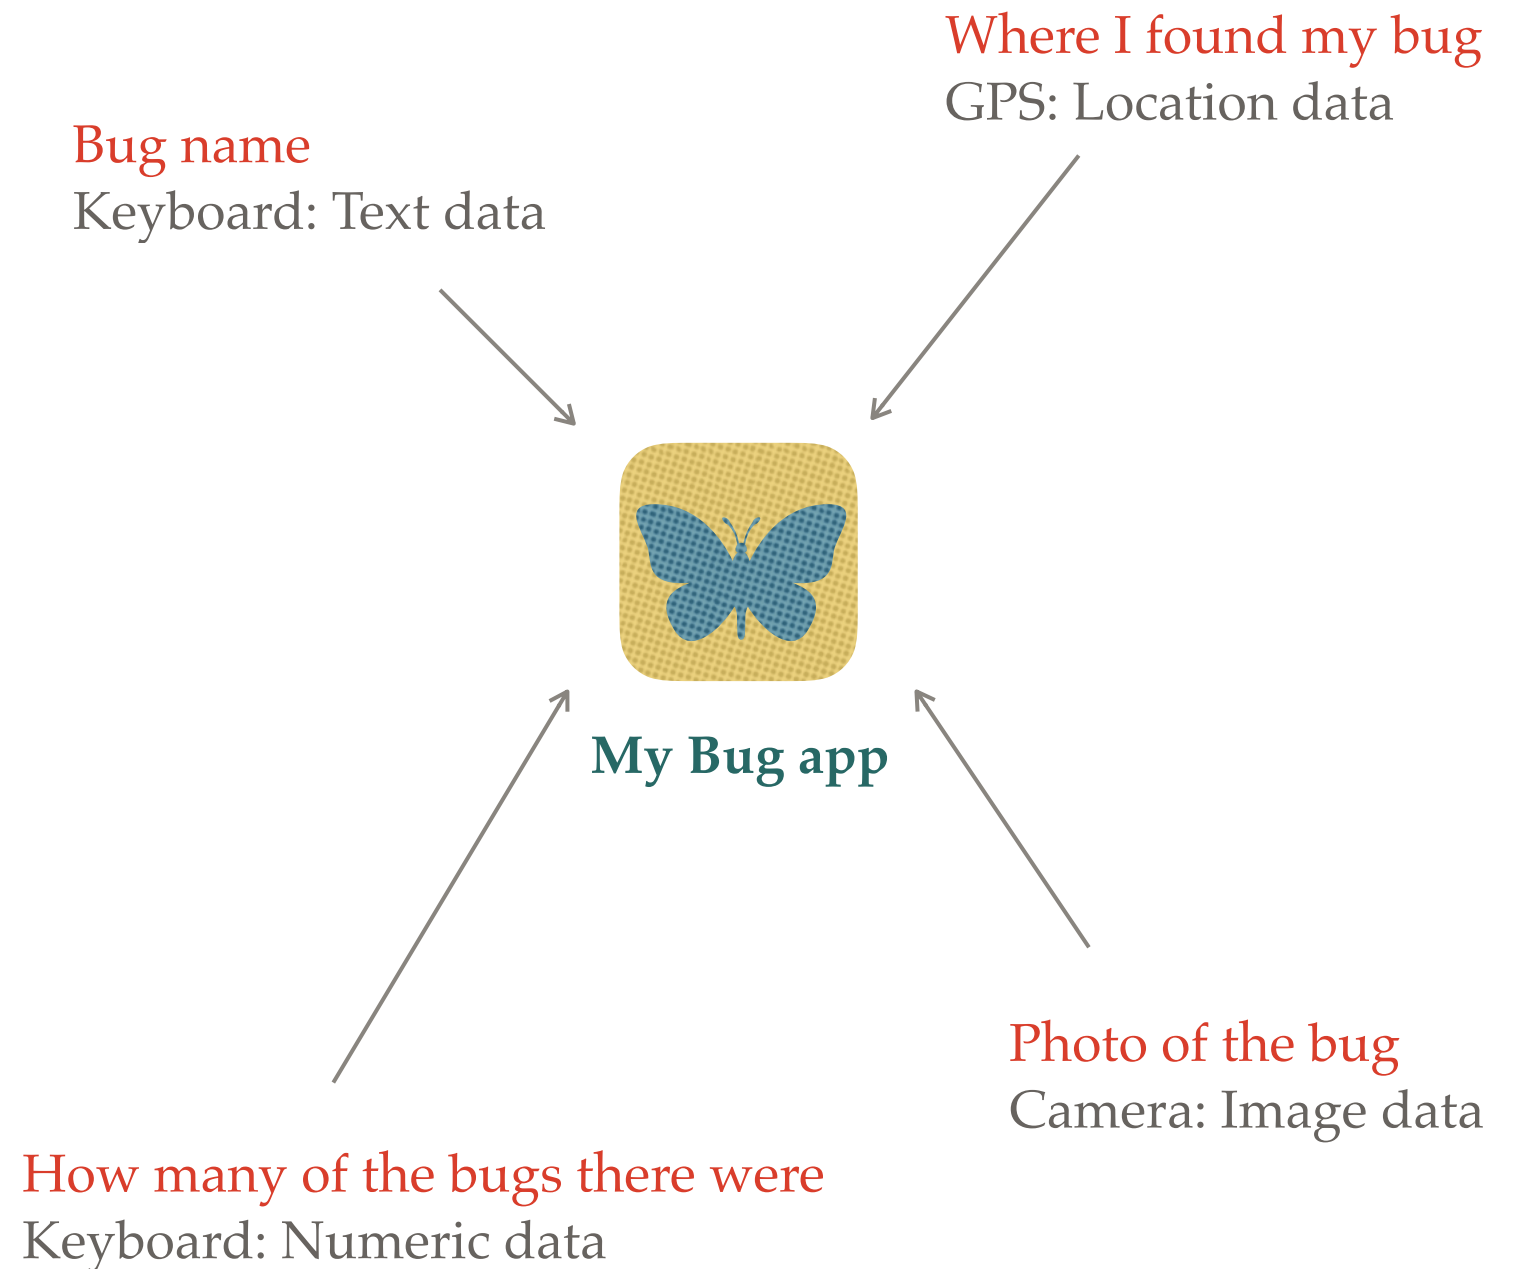 Where I found my bug
GPS: Location data
Bug name
Keyboard: Text data
My Bug app
Photo of the bug
Camera: Image data
How many of the bugs there were
Keyboard: Numeric data